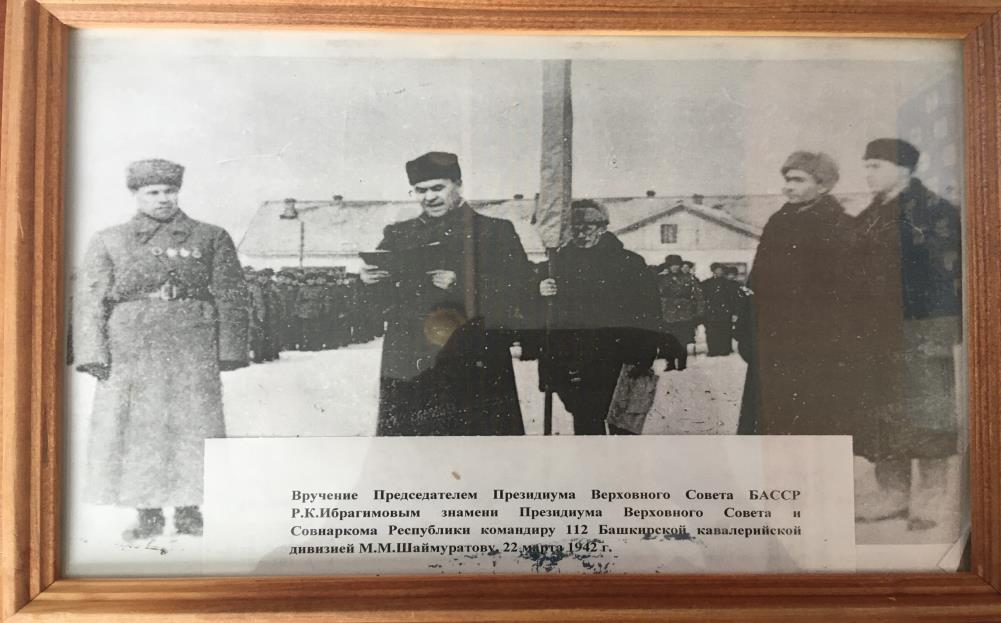 Вручение Председателем Президиума Верховного Совета БАССР
Р.К.Ибрагимовым знамени Президиума Верховного Совета и
Совнаркома Республики командиру 112 Башкирской кавалерийской
дивизией М.М.Шаймуратову. 22 марта 1942 г.